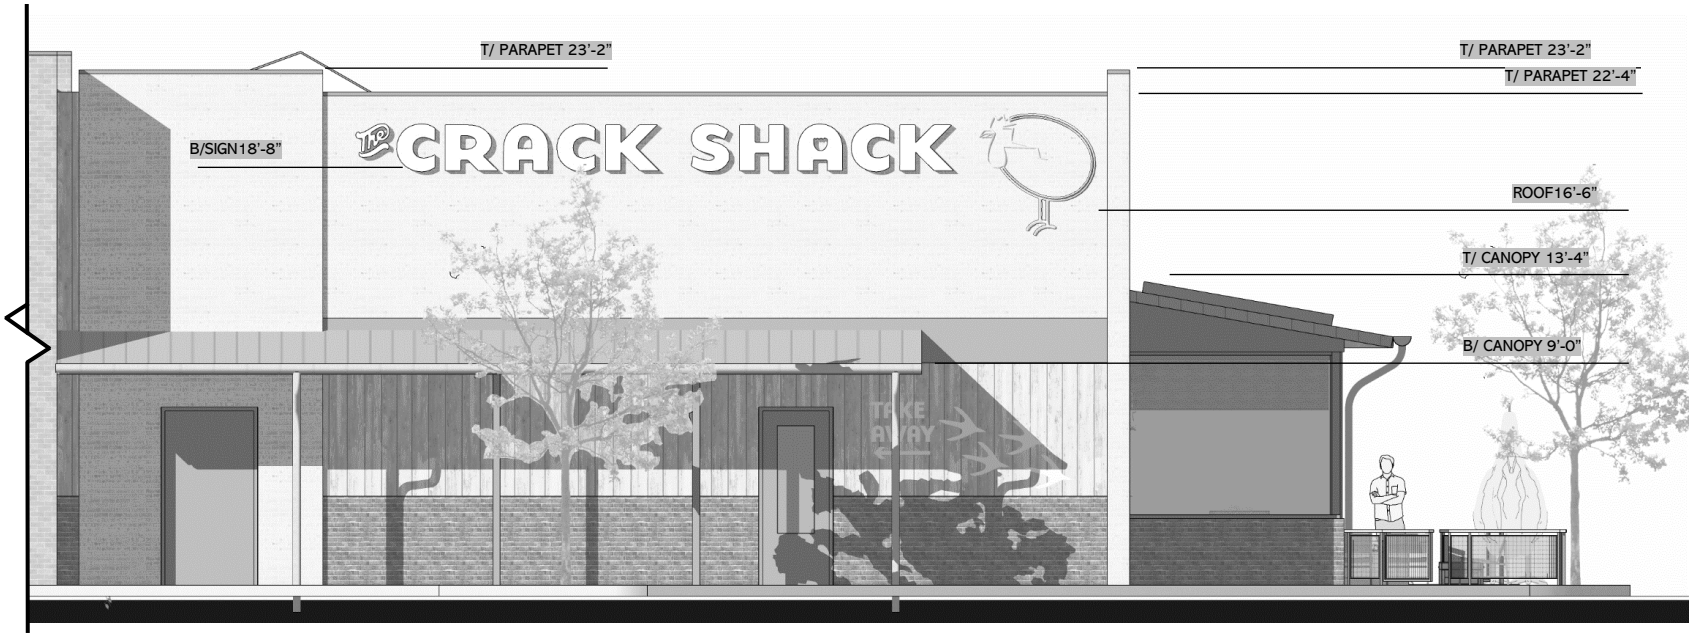 T/ PARAPET 23'-2"
T/ PARAPET 23'-2"
T/ PARAPET 22'-4"
The CRACK SHACK
B/SIGN18'-8"
ROOF16'-6"
T/ CANOPY 13'-4"
B/ CANOPY 9'-0"
TAKE
AWAY